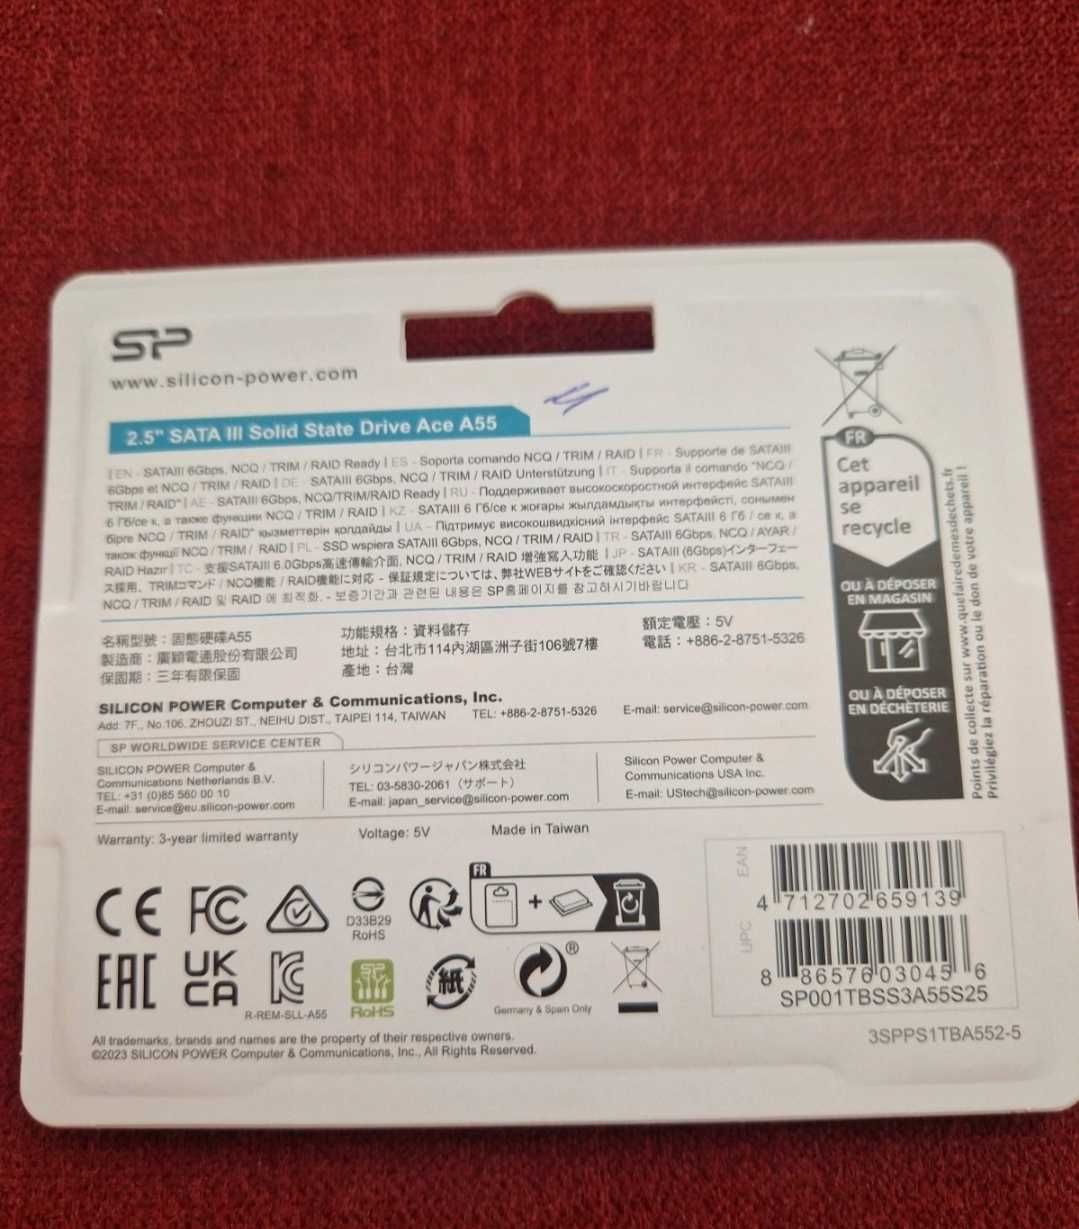 SP
www.silicon-power.com
2.5" SATA III Solid State Drive Ace A55
| EN - SATAIII 6Gbps, NCQ / TRIM / RAID Ready | ES - Soporta comando NCQ / TRIM / RAID | FR - Supporte de SATAIII
6Gbps et NCQ / TRIM / RAID | DE - SATAIII 6Gbps, NCQ / TRIM / RAID Unterstützung | IT - Supporta il comando "NCQ /
TRIM / RAID" | AE - SATAIII 6Gbps, NCQ/TRIM/RAID Ready | RU - Поддерживает высокоскоростной интерфейс SATAIII
6 Гб/се к, а также функции NCQ / TRIM / RAID | KZ - SATAIII 6 Гб/се к жоғары жылдамдықты интерфейсті, сонымен
бірге NCQ / TRIM / RAID" кызметтерін қолдайды | UA - Підтримує високошвидкісний інтерфейс SATAIII 6 Гб / се к, а
також функції NCQ / TRIM / RAID | PL - SSD wspiera SATAIII 6Gbps, NCQ / TRIM / RAID | TR - SATAIII 6Gbps, NCQ / AYAR /
RAID Hazır | TC - 支援SATAIII 6.0Gbps高速傳輸介面, NCQ / TRIM / RAID 增強寫入功能 | JP - SATAIII (6Gbps)インターフェー
ス採用、TRIMコマンド / NCQ機能 / RAID機能に対応 - 保証規定については、弊社WEBサイトをご確認ください | KR - SATAIII 6Gbps,
NCQ / TRIM / RAID 및 RAID 에 최적화. - 보증기간과 관련된 내용은 SP홈페이지를 참고하시기바랍니다
名稱型號：固態硬碟A55
功能規格：資料儲存
額定電壓：5V
製造商：廣穎電通股份有限公司
地址：台北市114內湖區洲子街106號7樓
電話：+886-2-8751-5326
保固期：三年有限保固
產地：台灣
SILICON POWER Computer & Communications, Inc.
Add: 7F., No.106, ZHOUZI ST., NEIHU DIST., TAIPEI 114, TAIWAN TEL: +886-2-8751-5326 E-mail: service@silicon-power.com
SP WORLDWIDE SERVICE CENTER
SILICON POWER Computer &
Communications Netherlands B.V.
TEL: +31 (0)85 560 00 10
E-mail: service@eu.silicon-power.com
シリコンパワージャパン株式会社
TEL: 03-5830-2061（サポート）
E-mail: japan_service@silicon-power.com
Silicon Power Computer &
Communications USA Inc.
E-mail: UStech@silicon-power.com
Warranty: 3-year limited warranty Voltage: 5V Made in Taiwan
FR
Cet
appareil
se
recycle
OU À DÉPOSER
EN MAGASIN
OU À DÉPOSER
EN DÉCHÈTERIE
Points de collecte sur www.quefairedemesdechets.fr
Privilégiez la réparation ou le don de votre appareil !
CE FC
D33B29
RoHS
FR
+
EAC
UK
CA
R-REM-SLL-A55
SP
RoHS
紙
®
Germany & Spain Only
EAN
4 712702 659139
UPC
8 86576 03045 6
SP001TBSS3A55S25
3SPPS1TBA552-5
All trademarks, brands and names are the property of their respective owners.
©2023 SILICON POWER Computer & Communications, Inc., All Rights Reserved.